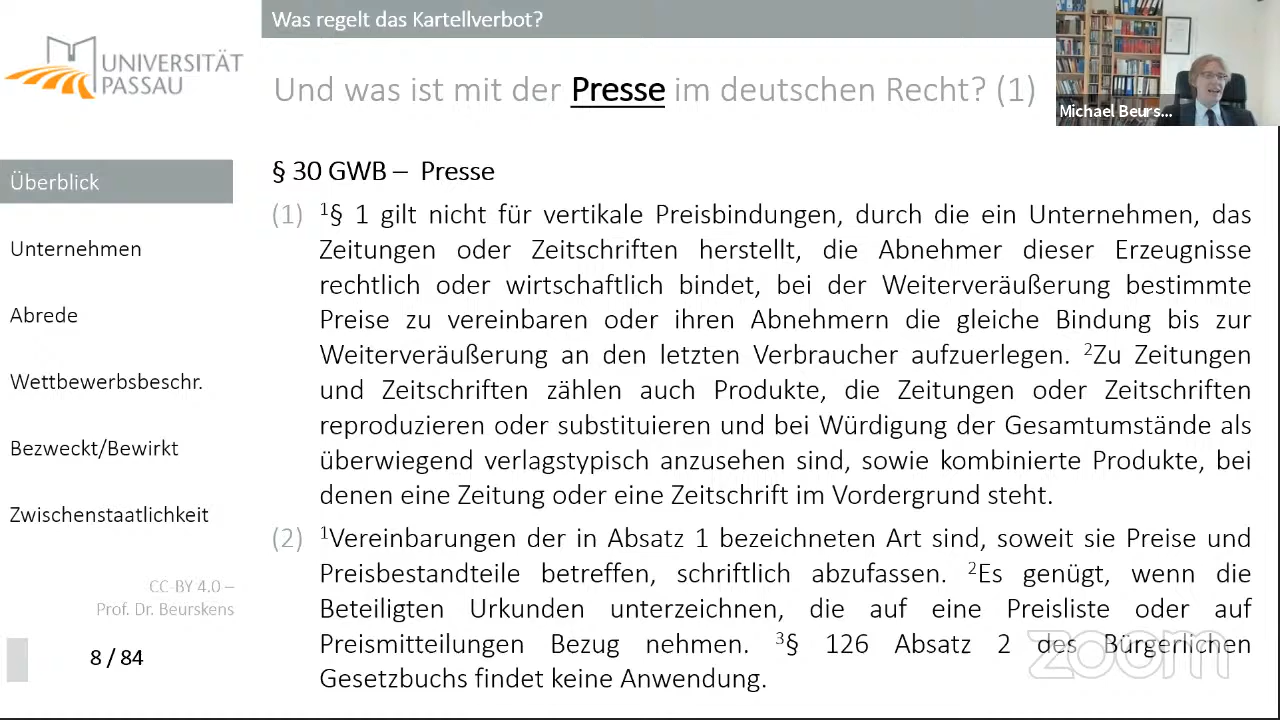 Was regelt das Kartellverbot?
UNIVERSITÄT
PASSAU
Und was ist mit der Presse im deutschen Recht? (1)
Michael Beurs...
Überblick
Unternehmen
Abrede
Wettbewerbsbeschr.
Bezweckt/Bewirkt
Zwischenstaatlichkeit
CC-BY 4.0 –
Prof. Dr. Beurskens
8 / 84
§ 30 GWB – Presse
(1) ¹§ 1 gilt nicht für vertikale Preisbindungen, durch die ein Unternehmen, das
Zeitungen oder Zeitschriften herstellt, die Abnehmer dieser Erzeugnisse
rechtlich oder wirtschaftlich bindet, bei der Weiterveräußerung bestimmte
Preise zu vereinbaren oder ihren Abnehmern die gleiche Bindung bis zur
Weiterveräußerung an den letzten Verbraucher aufzuerlegen. ²Zu Zeitungen
und Zeitschriften zählen auch Produkte, die Zeitungen oder Zeitschriften
reproduzieren oder substituieren und bei Würdigung der Gesamtumstände als
überwiegend verlagstypisch anzusehen sind, sowie kombinierte Produkte, bei
denen eine Zeitung oder eine Zeitschrift im Vordergrund steht.
(2) ¹Vereinbarungen der in Absatz 1 bezeichneten Art sind, soweit sie Preise und
Preisbestandteile betreffen, schriftlich abzufassen. ²Es genügt, wenn die
Beteiligten Urkunden unterzeichnen, die auf eine Preisliste oder auf
Preismitteilungen Bezug nehmen. ³§ 126 Absatz 2 des Bürgerlichen
Gesetzbuchs findet keine Anwendung.
zoom